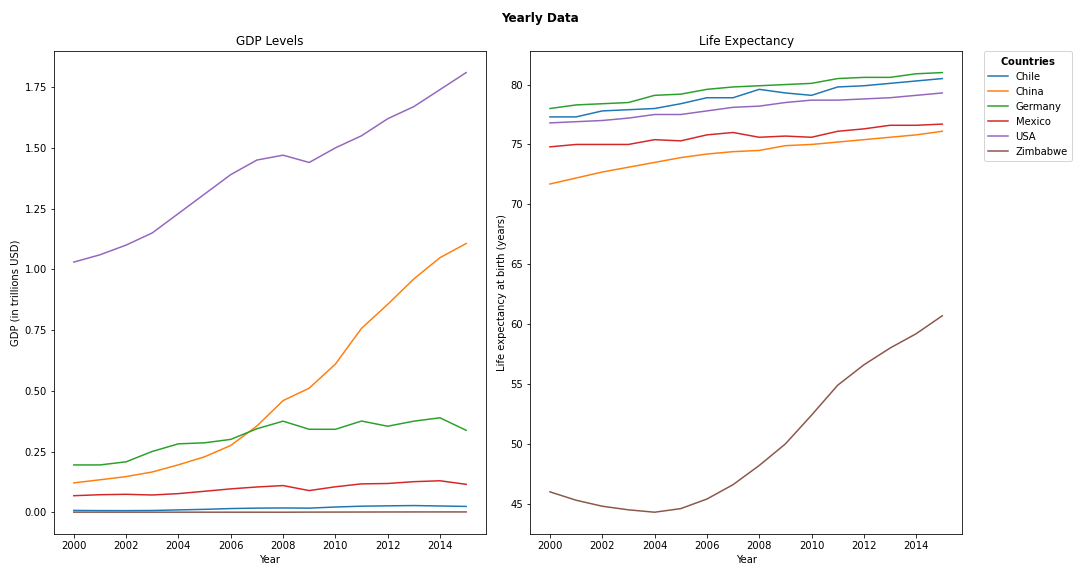 Yearly Data
GDP Levels
GDP (in trillions USD)
1.75
1.50
1.25
1.00
0.75
0.50
0.25
0.00
2000 2002 2004 2006 2008 2010 2012 2014
Year
Life Expectancy
Life expectancy at birth (years)
80
75
70
65
60
55
50
45
2000 2002 2004 2006 2008 2010 2012 2014
Year
Countries
Chile
China
Germany
Mexico
USA
Zimbabwe